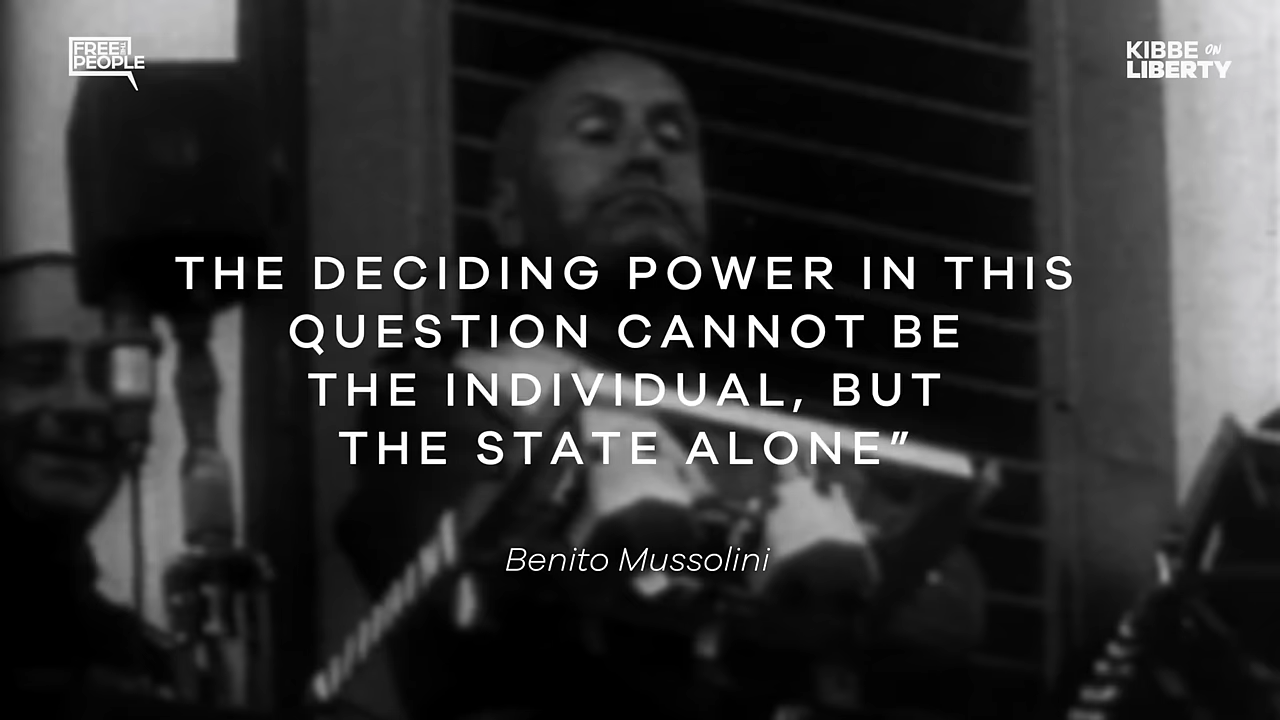 FREE THE
PEOPLE
KIBBE ON
LIBERTY
THE DECIDING POWER IN THIS
QUESTION CANNOT BE
THE INDIVIDUAL, BUT
THE STATE ALONE”
Benito Mussolini